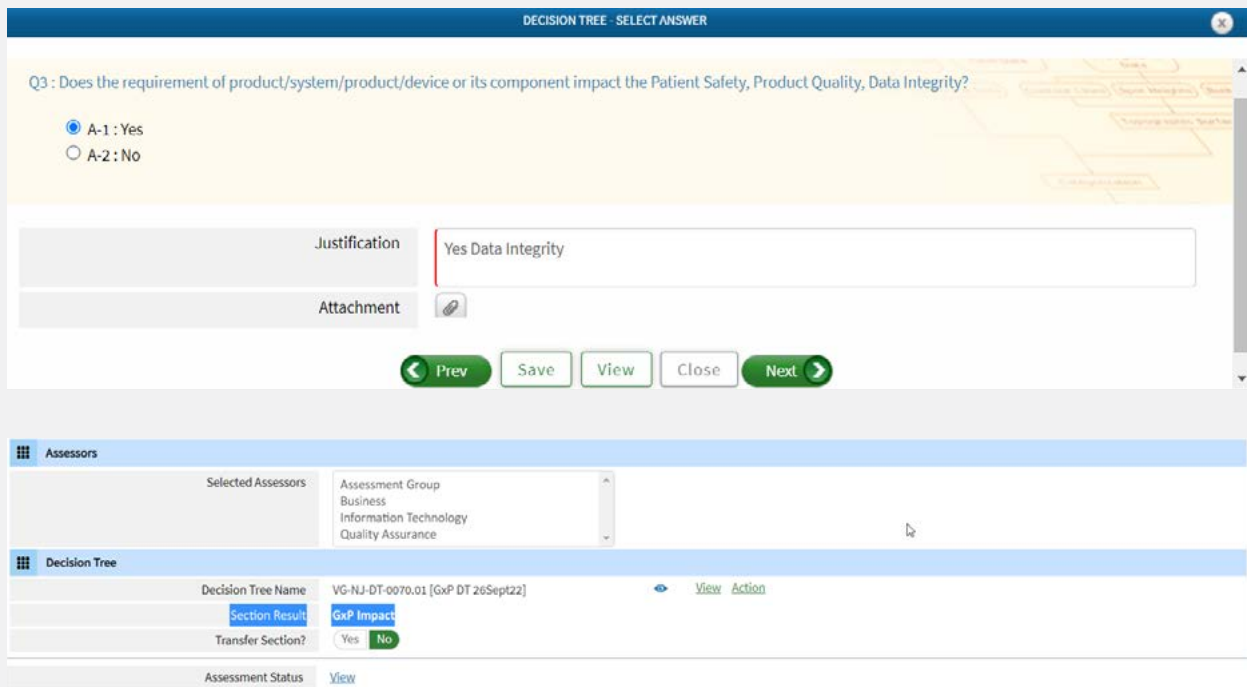 DECISION TREE - SELECT ANSWER
Q3 : Does the requirement of product/system/product/device or its component impact the Patient Safety, Product Quality, Data Integrity?
A-1 : Yes
A-2 : No
Justification
Yes Data Integrity
Attachment
Prev
Save
View
Close
Next
Assessors
Selected Assessors
Assessment Group
Business
Information Technology
Quality Assurance
Decision Tree
Decision Tree Name VG-NJ-DT-0070.01 [GxP DT 26Sept22] View Action
Section Result GxP Impact
Transfer Section? Yes No
Assessment Status View